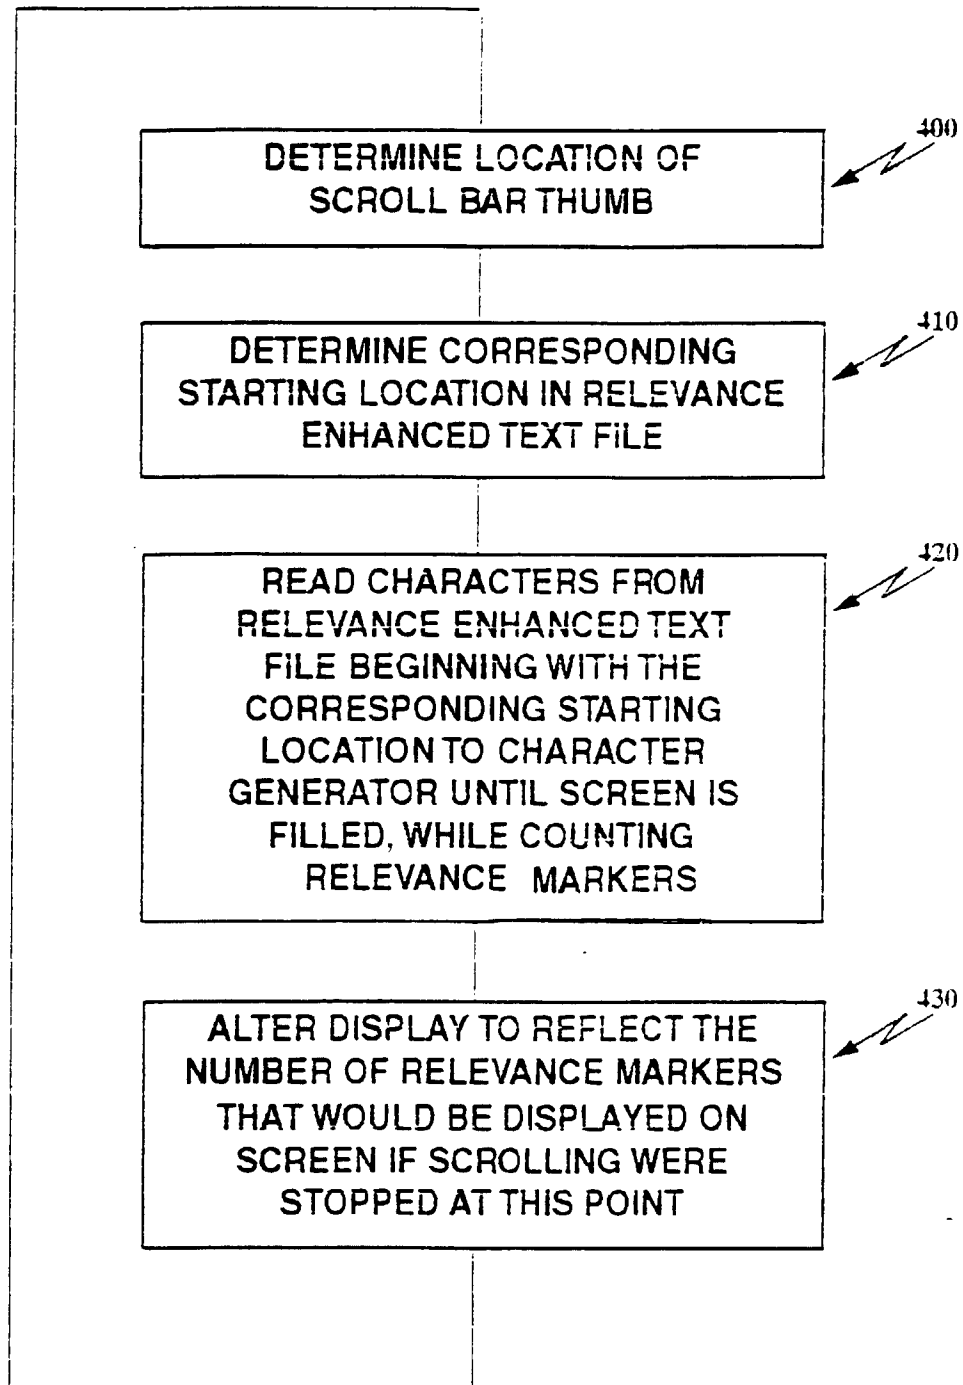 400
DETERMINE LOCATION OF
SCROLL BAR THUMB
410
DETERMINE CORRESPONDING
STARTING LOCATION IN RELEVANCE
ENHANCED TEXT FILE
420
READ CHARACTERS FROM
RELEVANCE ENHANCED TEXT
FILE BEGINNING WITH THE
CORRESPONDING STARTING
LOCATION TO CHARACTER
GENERATOR UNTIL SCREEN IS
FILLED, WHILE COUNTING
RELEVANCE MARKERS
430
ALTER DISPLAY TO REFLECT THE
NUMBER OF RELEVANCE MARKERS
THAT WOULD BE DISPLAYED ON
SCREEN IF SCROLLING WERE
STOPPED AT THIS POINT